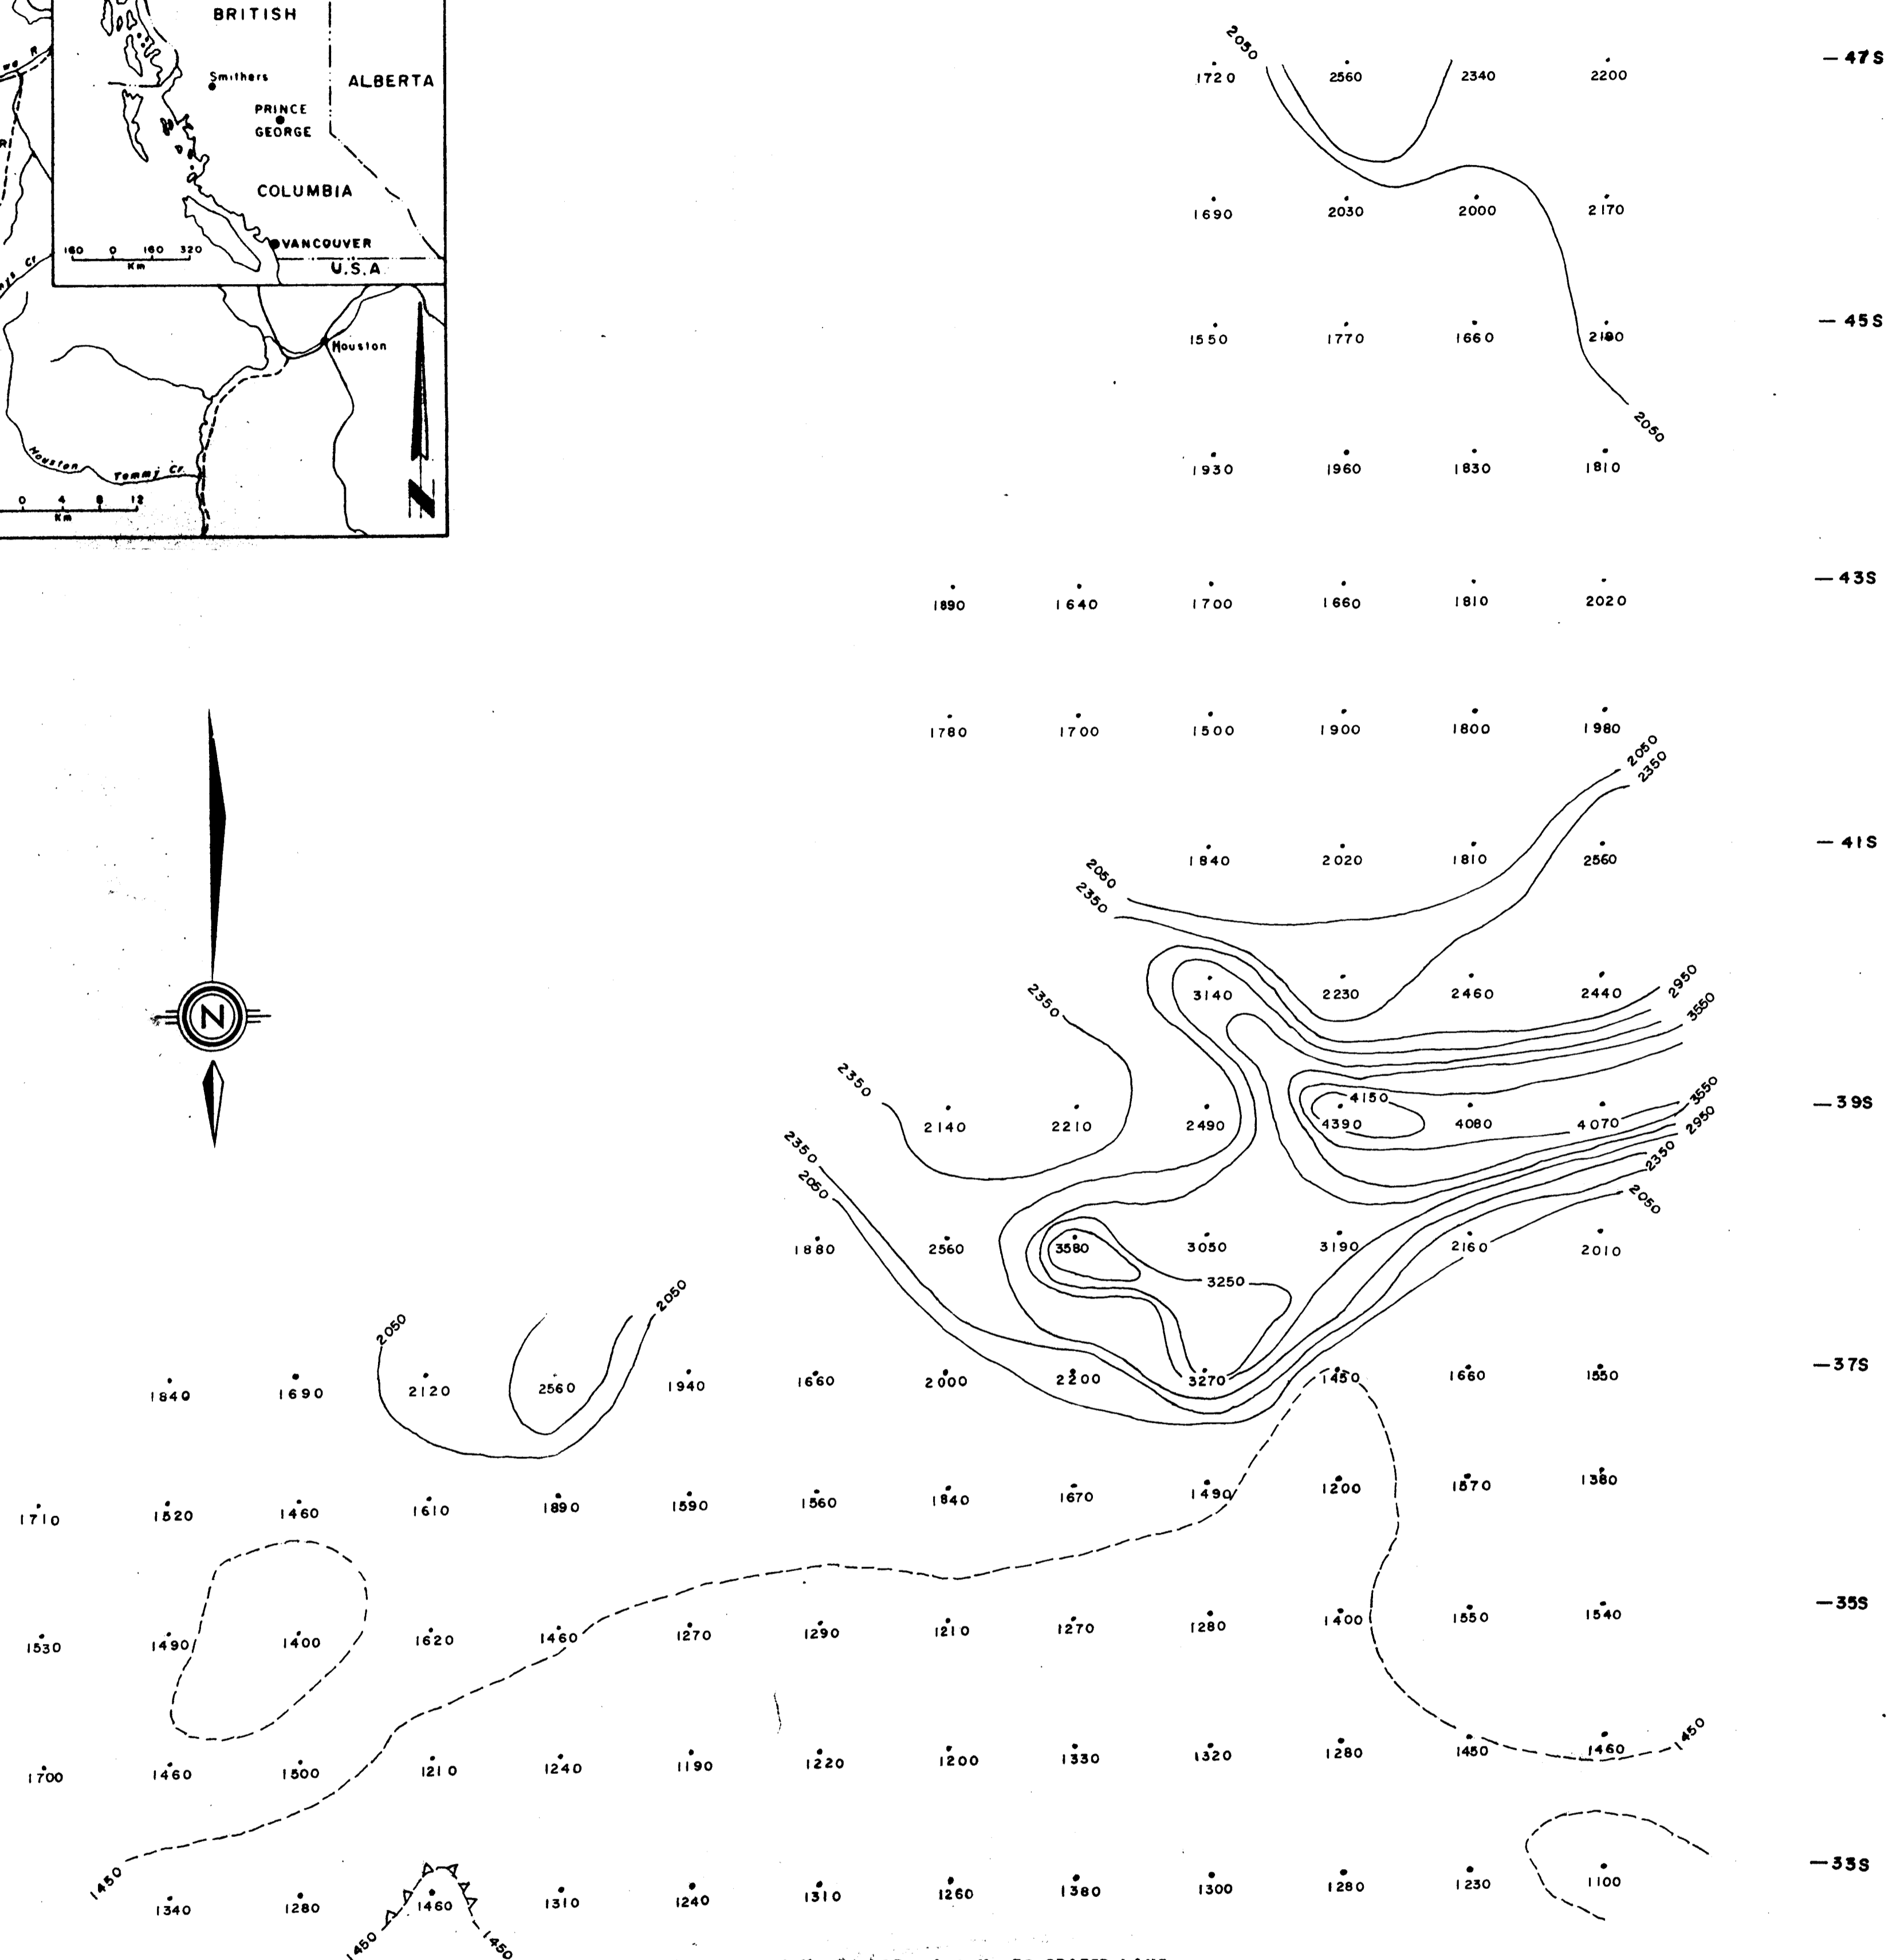 BRITISH
Smithers
ALBERTA
PRINCE
GEORGE
COLUMBIA
VANCOUVER
160 0 160 320
Km
U.S.A.
R
Cr
Houston
Houston Tommy Cr.
0 4 8 12
Km
N
N
2050
1720 2560 2340 2200 — 47S
1690 2030 2000 2170
1550 1770 1660 2190 — 45S
2050
1930 1960 1830 1810
1890 1640 1700 1660 1810 2020 — 43S
1780 1700 1500 1900 1800 1980
2050
2350
1840 2020 1810 2560 — 41S
2050
2350
3140 2230 2460 2440 2950
2350 3550
2350
4150
2140 2210 2490 4390 4080 4070 3550 — 39S
2950
2350 2350
2050 2050
1880 2560 3580 3050 3190 2160 2010
3250
2050 2050
1840 1690 2120 2560 1940 1660 2000 2200 3270 1450 1660 1550 — 37S
1710 1520 1460 1610 1890 1590 1560 1840 1670 1490 1200 1570 1380
1530 1490 1400 1620 1460 1270 1290 1210 1270 1280 1400 1550 1540 — 35S
1450
1700 1460 1500 1210 1240 1190 1220 1200 1330 1320 1280 1450 1460
1450
1340 1280 1460 1310 1240 1310 1260 1380 1300 1280 1230 1100 — 33S
1450 1450